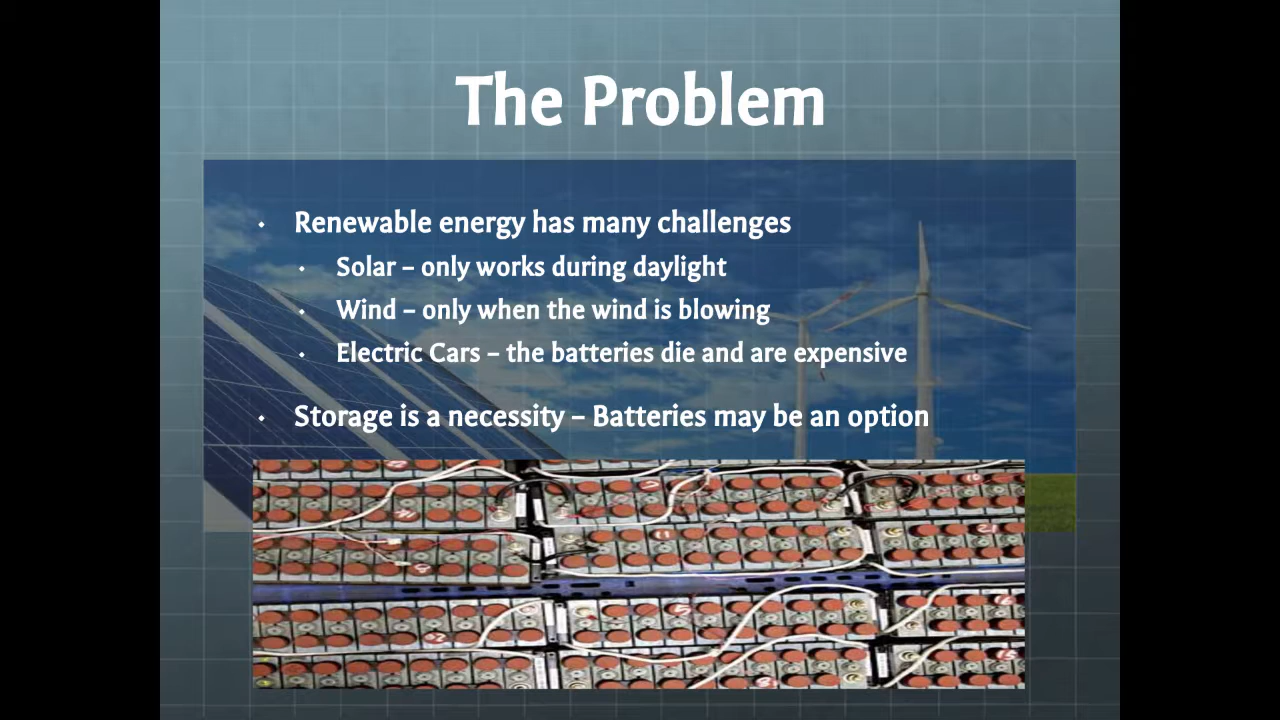 The Problem
• Renewable energy has many challenges
• Solar – only works during daylight
• Wind – only when the wind is blowing
• Electric Cars – the batteries die and are expensive
• Storage is a necessity – Batteries may be an option